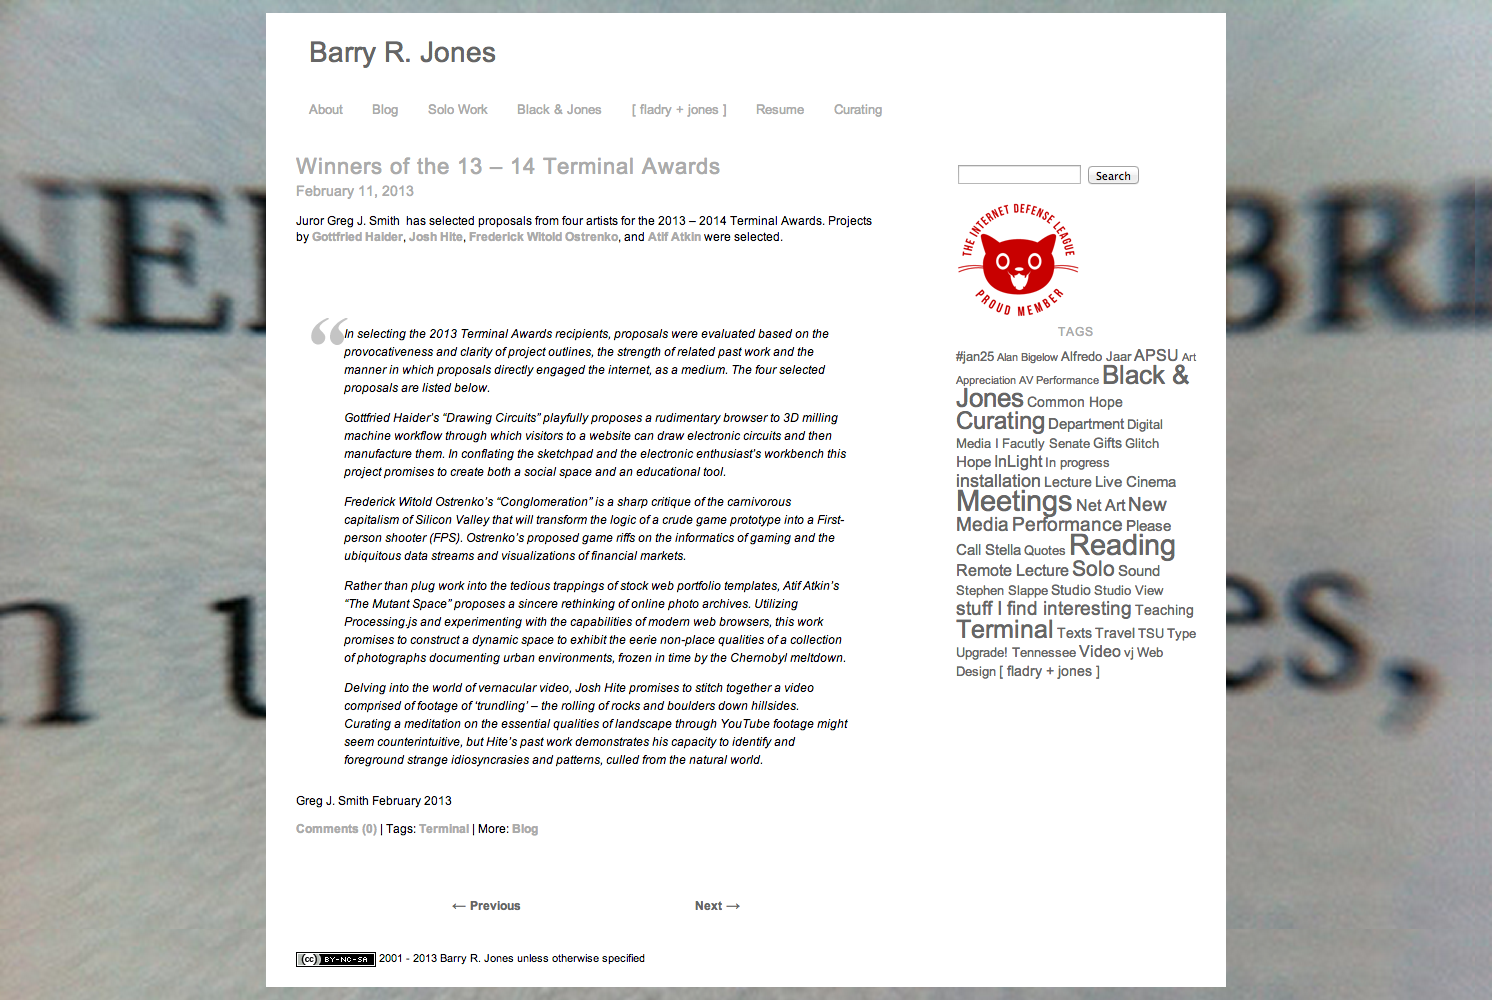 Barry R. Jones
About Blog Solo Work Black & Jones [ fladry + jones ] Resume Curating
Winners of the 13 – 14 Terminal Awards
February 11, 2013
Juror Greg J. Smith has selected proposals from four artists for the 2013 – 2014 Terminal Awards. Projects
by Gottfried Haider, Josh Hite, Frederick Witold Ostrenko, and Atif Atkin were selected.
“In selecting the 2013 Terminal Awards recipients, proposals were evaluated based on the
provocativeness and clarity of project outlines, the strength of related past work and the
manner in which proposals directly engaged the internet, as a medium. The four selected
proposals are listed below.
Gottfried Haider’s “Drawing Circuits” playfully proposes a rudimentary browser to 3D milling
machine workflow through which visitors to a website can draw electronic circuits and then
manufacture them. In conflating the sketchpad and the electronic enthusiast’s workbench this
project promises to create both a social space and an educational tool.
Frederick Witold Ostrenko’s “Conglomeration” is a sharp critique of the carnivorous
capitalism of Silicon Valley that will transform the logic of a crude game prototype into a First-
person shooter (FPS). Ostrenko’s proposed game riffs on the informatics of gaming and the
ubiquitous data streams and visualizations of financial markets.
Rather than plug work into the tedious trappings of stock web portfolio templates, Atif Atkin’s
“The Mutant Space” proposes a sincere rethinking of online photo archives. Utilizing
Processing.js and experimenting with the capabilities of modern web browsers, this work
promises to construct a dynamic space to exhibit the eerie non-place qualities of a collection
of photographs documenting urban environments, frozen in time by the Chernobyl meltdown.
Delving into the world of vernacular video, Josh Hite promises to stitch together a video
comprised of footage of ‘trundling’ – the rolling of rocks and boulders down hillsides.
Curating a meditation on the essential qualities of landscape through YouTube footage might
seem counterintuitive, but Hite’s past work demonstrates his capacity to identify and
foreground strange idiosyncrasies and patterns, culled from the natural world.
Greg J. Smith February 2013
Comments (0) | Tags: Terminal | More: Blog
← Previous Next →
(cc) BY-NC-SA 2001 - 2013 Barry R. Jones unless otherwise specified
Search
THE INTERNET DEFENSE LEAGUE
PROUD MEMBER
TAGS
#jan25 Alan Bigelow Alfredo Jaar APSU Art
Appreciation AV Performance Black &
Jones Common Hope
Curating Department Digital
Media I Facutly Senate Gifts Glitch
Hope InLight In progress
installation Lecture Live Cinema
Meetings Net Art New
Media Performance Please
Call Stella Quotes Reading
Remote Lecture Solo Sound
Stephen Slappe Studio Studio View
stuff I find interesting Teaching
Terminal Texts Travel TSU Type
Upgrade! Tennessee Video vj Web
Design [ fladry + jones ]